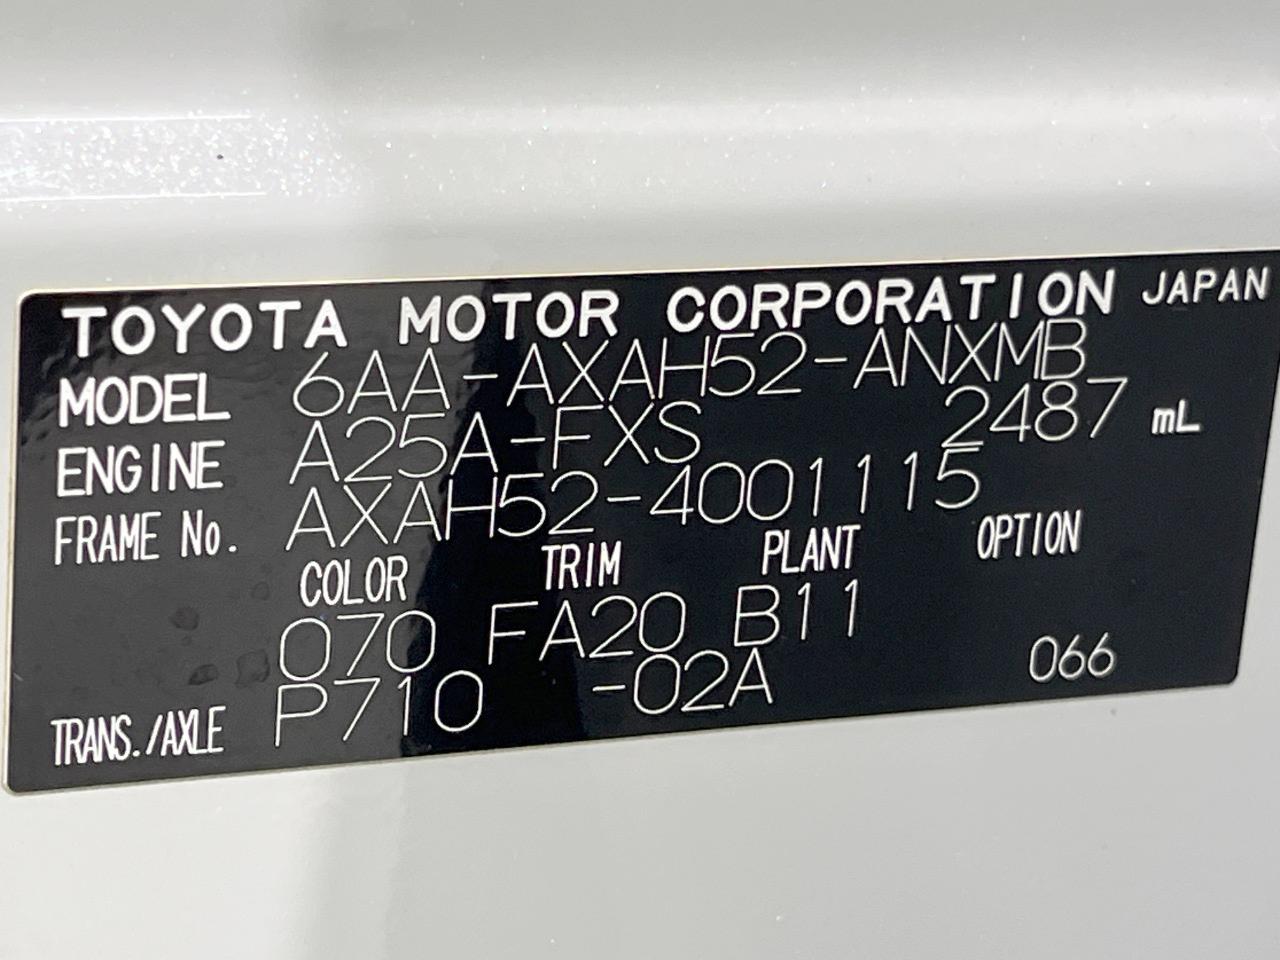 TOYOTA MOTOR CORPORATION JAPAN
MODEL 6AA-AXAH52-ANXMB
ENGINE A25A-FXS 2487 mL
FRAME No. AXAH52-4001115
COLOR TRIM PLANT OPTION
070 FA20 B11
TRANS./AXLE P710 -02A 066